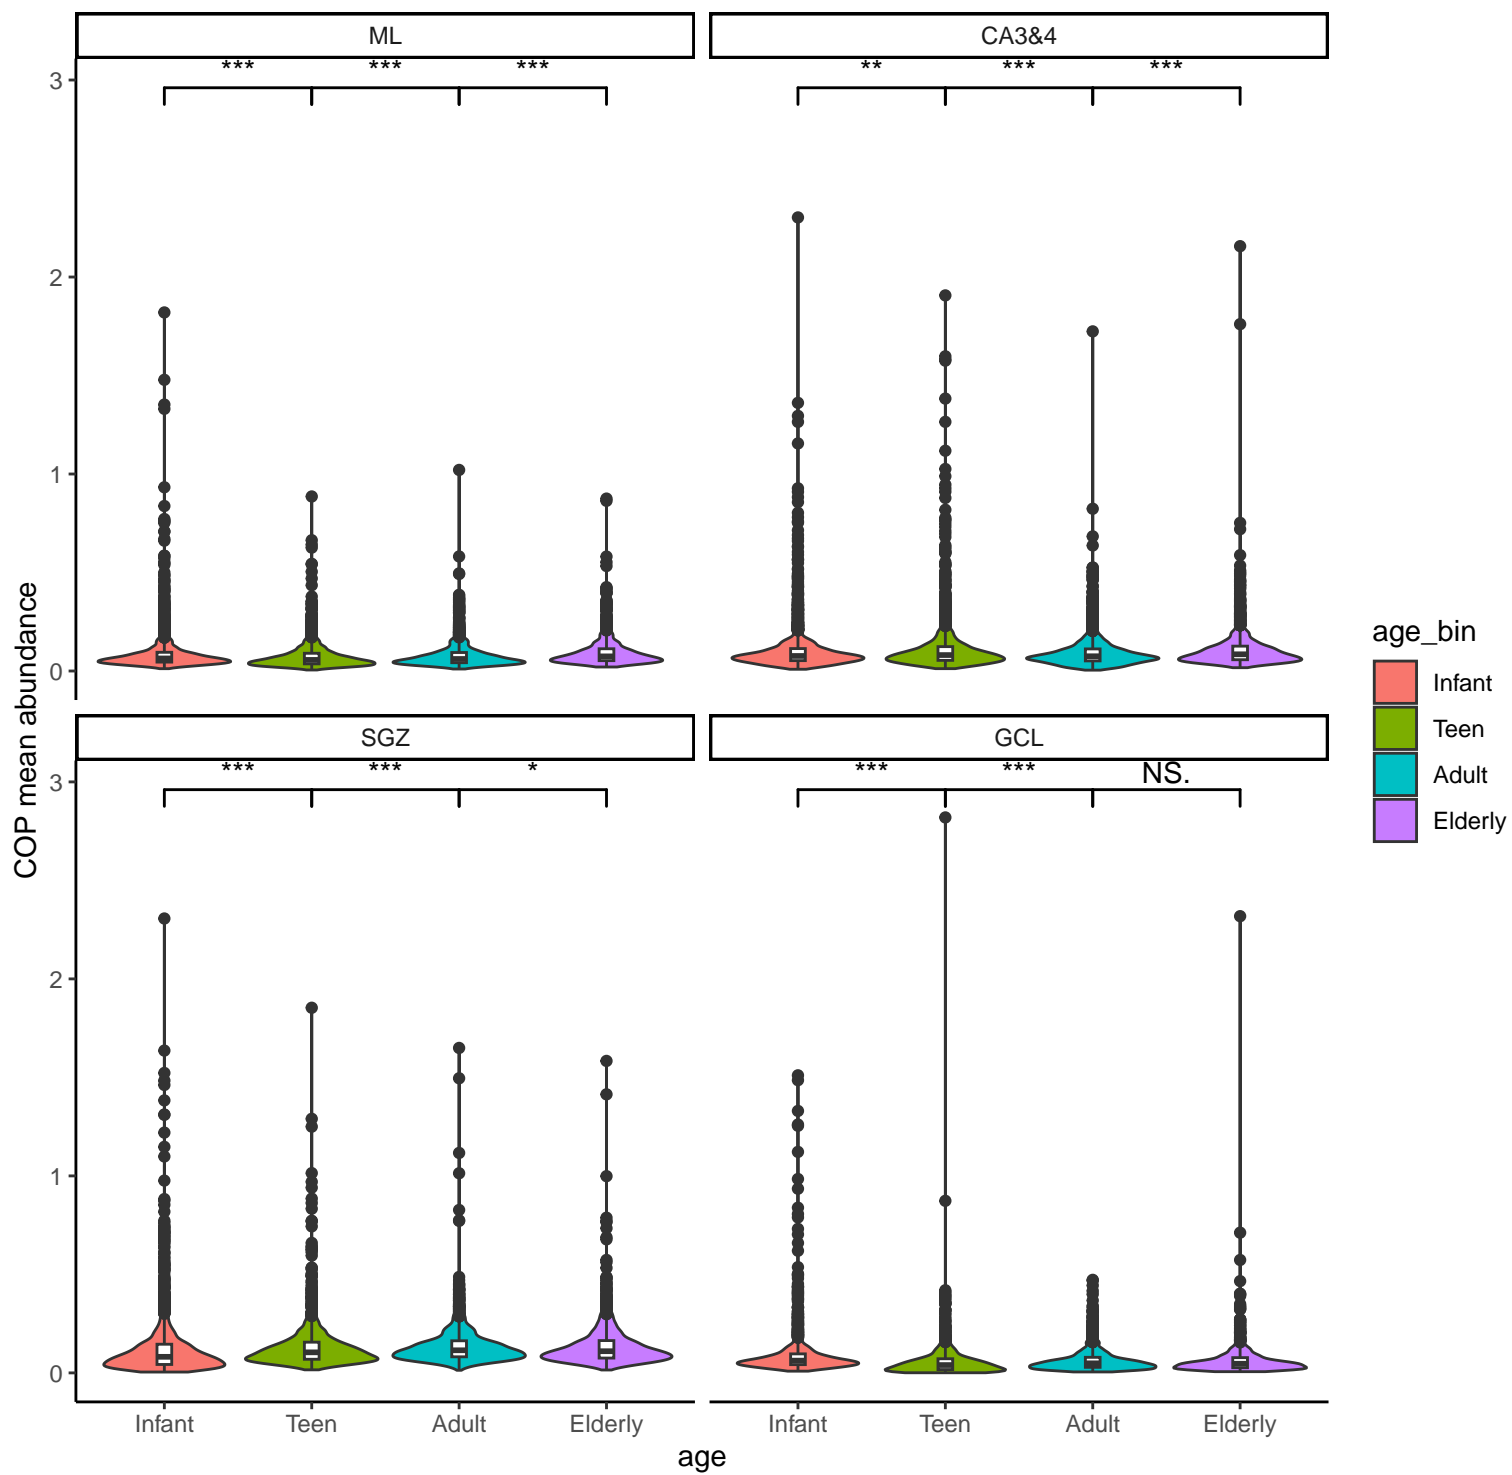 ML
CA3&4
*** *** ***
** *** ***
3
2
1
0
SGZ
GCL
*** *** *
*** *** NS.
3
2
1
0
COP mean abundance
Infant Teen Adult Elderly
Infant Teen Adult Elderly
age
age_bin
Infant
Teen
Adult
Elderly